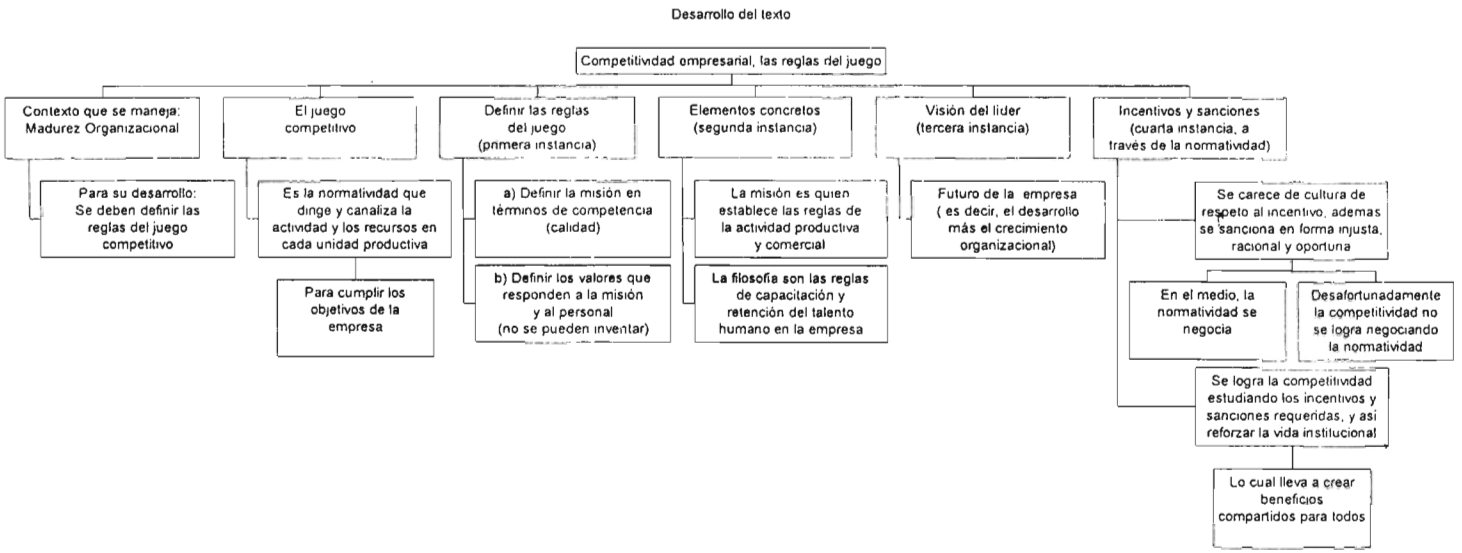 Desarrollo del texto
Competitividad empresarial, las reglas del juego
Contexto que se maneja:
Madurez Organizacional
El juego
competitivo
Definir las reglas
del juego
(primera instancia)
Elementos concretos
(segunda instancia)
Visión del lider
(tercera instancia)
Incentivos y sanciones
(cuarta instancia, a
través de la normatividad)
Para su desarrollo:
Se deben definir las
reglas del juego
competitivo
Es la normatividad que
dirige y canaliza la
actividad y los recursos en
cada unidad productiva
Para cumplir los
objetivos de la
empresa
a) Definir la misión en
términos de competencia
(calidad)
b) Definir los valores que
responden a la misión
y al personal
(no se pueden inventar)
La misión es quien
establece las reglas de
la actividad productiva
y comercial
La filosofia son las reglas
de capacitación y
retención del talento
humano en la empresa
Futuro de la empresa
( es decir, el desarrollo
más el crecimiento
organizacional)
Se carece de cultura de
respeto al incentivo, ademas
se sanciona en forma injusta,
racional y oportuna
En el medio, la
normatividad se
negocia
Desafortunadamente
la competitividad no
se logra negociando
la normatividad
Se logra la competitividad
estudiando los incentivos y
sanciones requeridas, y asi
reforzar la vida institucional
Lo cual lleva a crear
beneficios
compartidos para todos